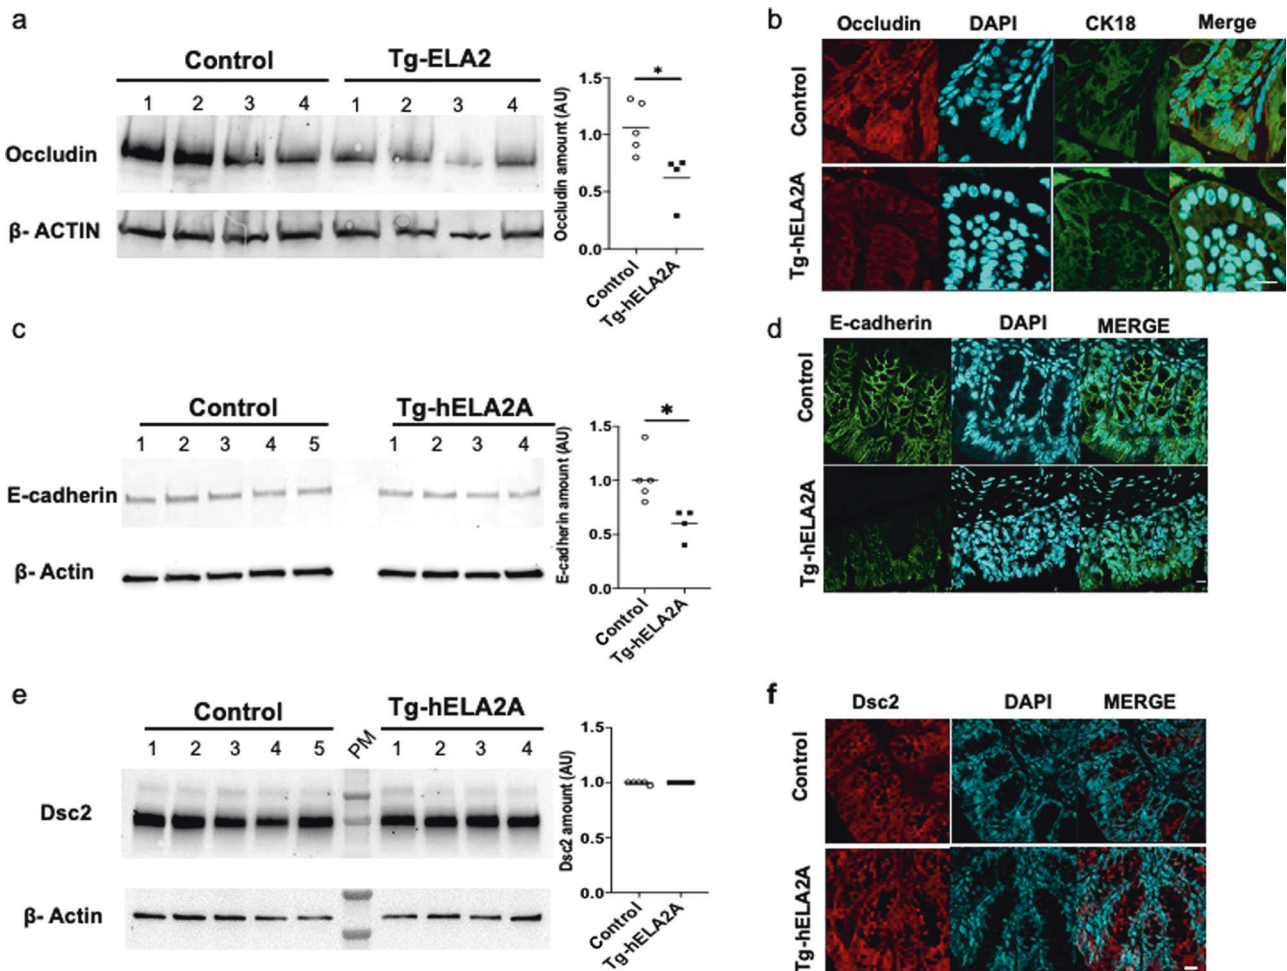 a
Control Tg-ELA2
1 2 3 4 1 2 3 4
Occludin
β- ACTIN
Occludin amount (AU)
1.5
1.0
0.5
0.0
*
Control
Tg-hELA2A
b
Occludin DAPI CK18 Merge
Control
Tg-hELA2A
c
Control Tg-hELA2A
1 2 3 4 5 1 2 3 4
E-cadherin
β- Actin
E-cadherin amount (AU)
1.5
1.0
0.5
0.0
*
Control
Tg-hELA2A
d
E-cadherin DAPI MERGE
Control
Tg-hELA2A
e
Control PM Tg-hELA2A
1 2 3 4 5 1 2 3 4
Dsc2
β- Actin
Dsc2 amount (AU)
1.5
1.0
0.5
0.0
Control
Tg-hELA2A
f
Dsc2 DAPI MERGE
Control
Tg-hELA2A